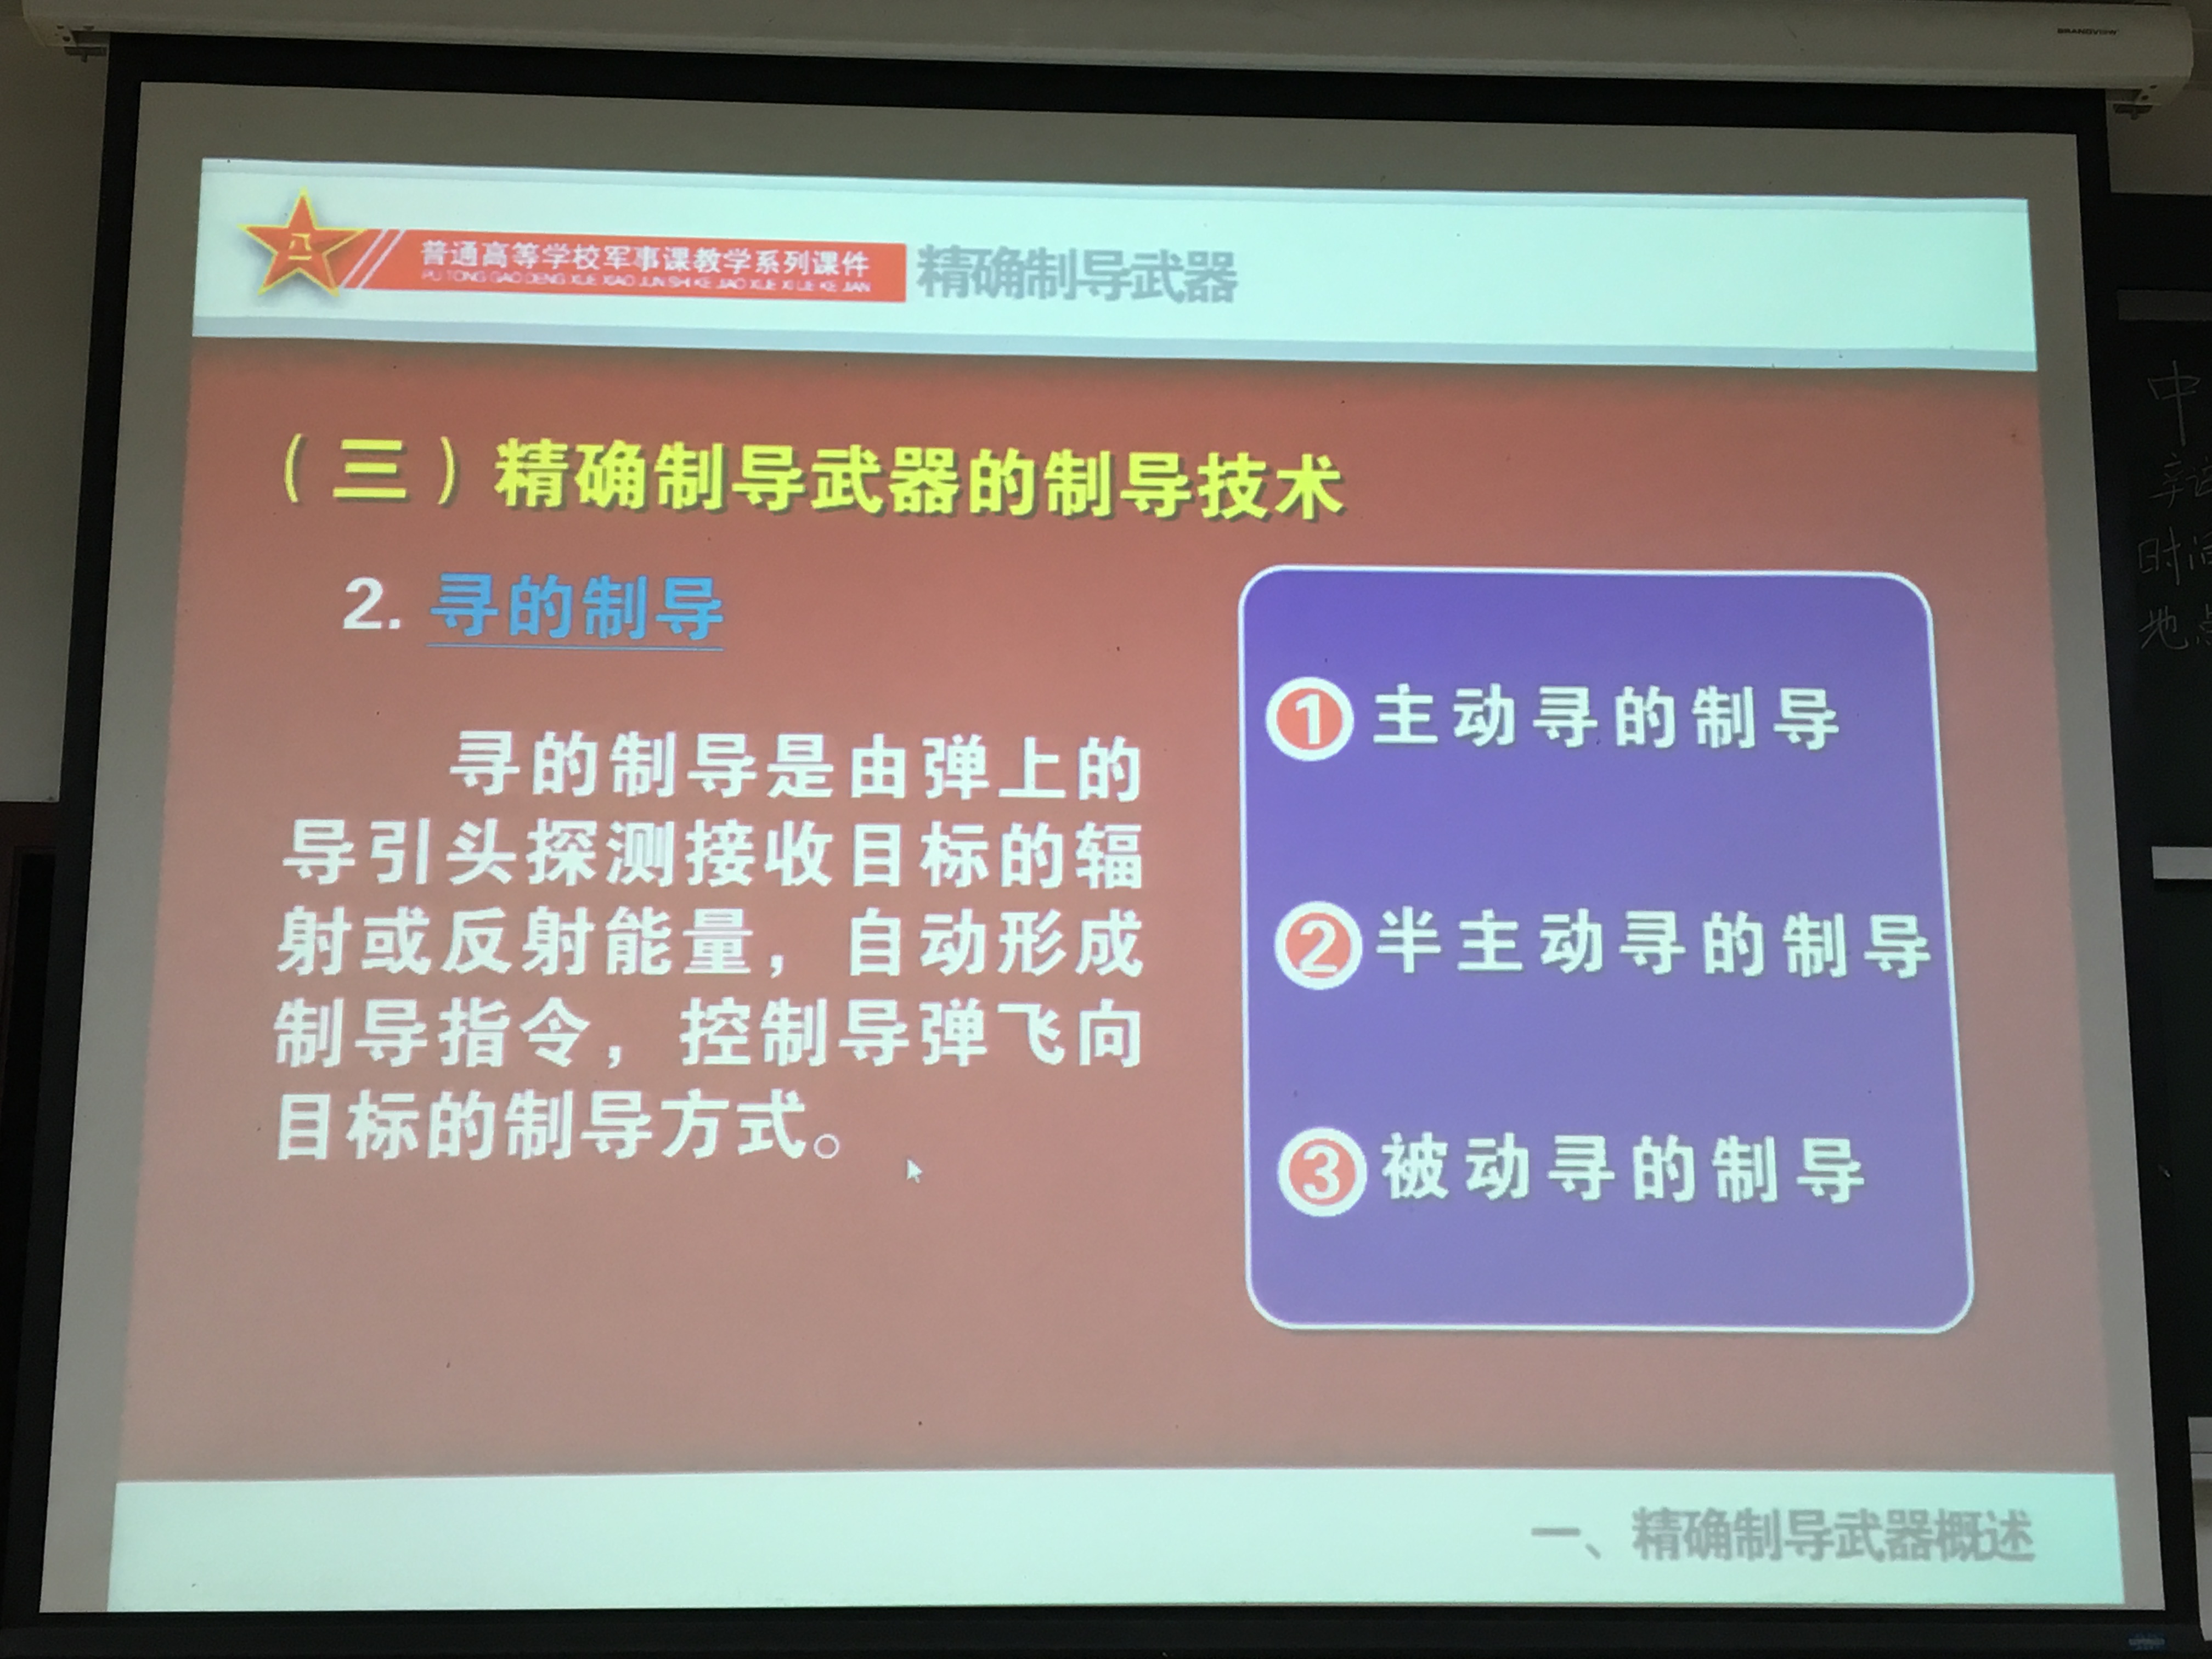 BRANDVIEW
八一
普通高等学校军事课教学系列课件
PU TONG GAO DENG XUE XIAO JUN SHI KE JIAO XUE XI LIE KE JIAN
精确制导武器
（三）精确制导武器的制导技术
2. 寻的制导
寻的制导是由弹上的
导引头探测接收目标的辐
射或反射能量，自动形成
制导指令，控制导弹飞向
目标的制导方式。
① 主动寻的制导
② 半主动寻的制导
③ 被动寻的制导
一、精确制导武器概述
中
时间
地点